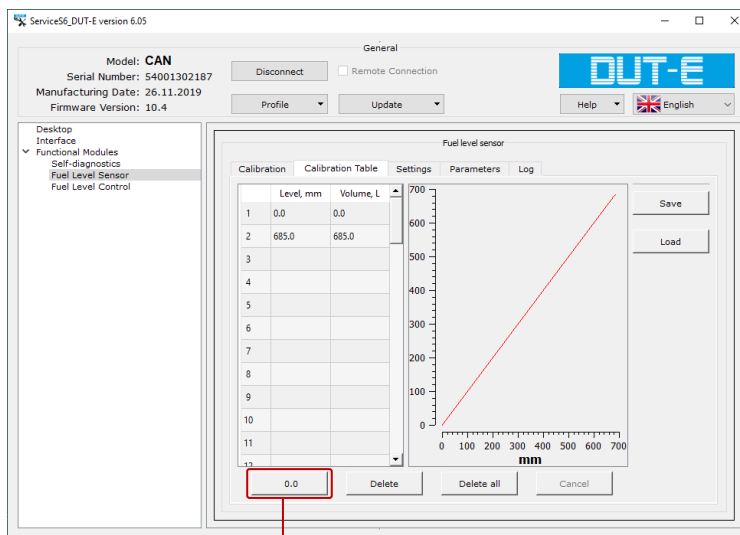 ServiceS6_DUT-E version 6.05
General
Model: CAN
Serial Number: 54001302187
Manufacturing Date: 26.11.2019
Firmware Version: 10.4
Disconnect
Remote Connection
Profile
Update
DUT-E
Help
English
Desktop
Interface
Functional Modules
Self-diagnostics
Fuel Level Sensor
Fuel Level Control
Fuel level sensor
Calibration Calibration Table Settings Parameters Log
Level, mm Volume, L
1 0.0 0.0
2 685.0 685.0
3
4
5
6
7
8
9
10
11
12
700
600
500
400
300
200
100
0
0 100 200 300 400 500 600 700
mm
Save
Load
0.0 Delete Delete all Cancel